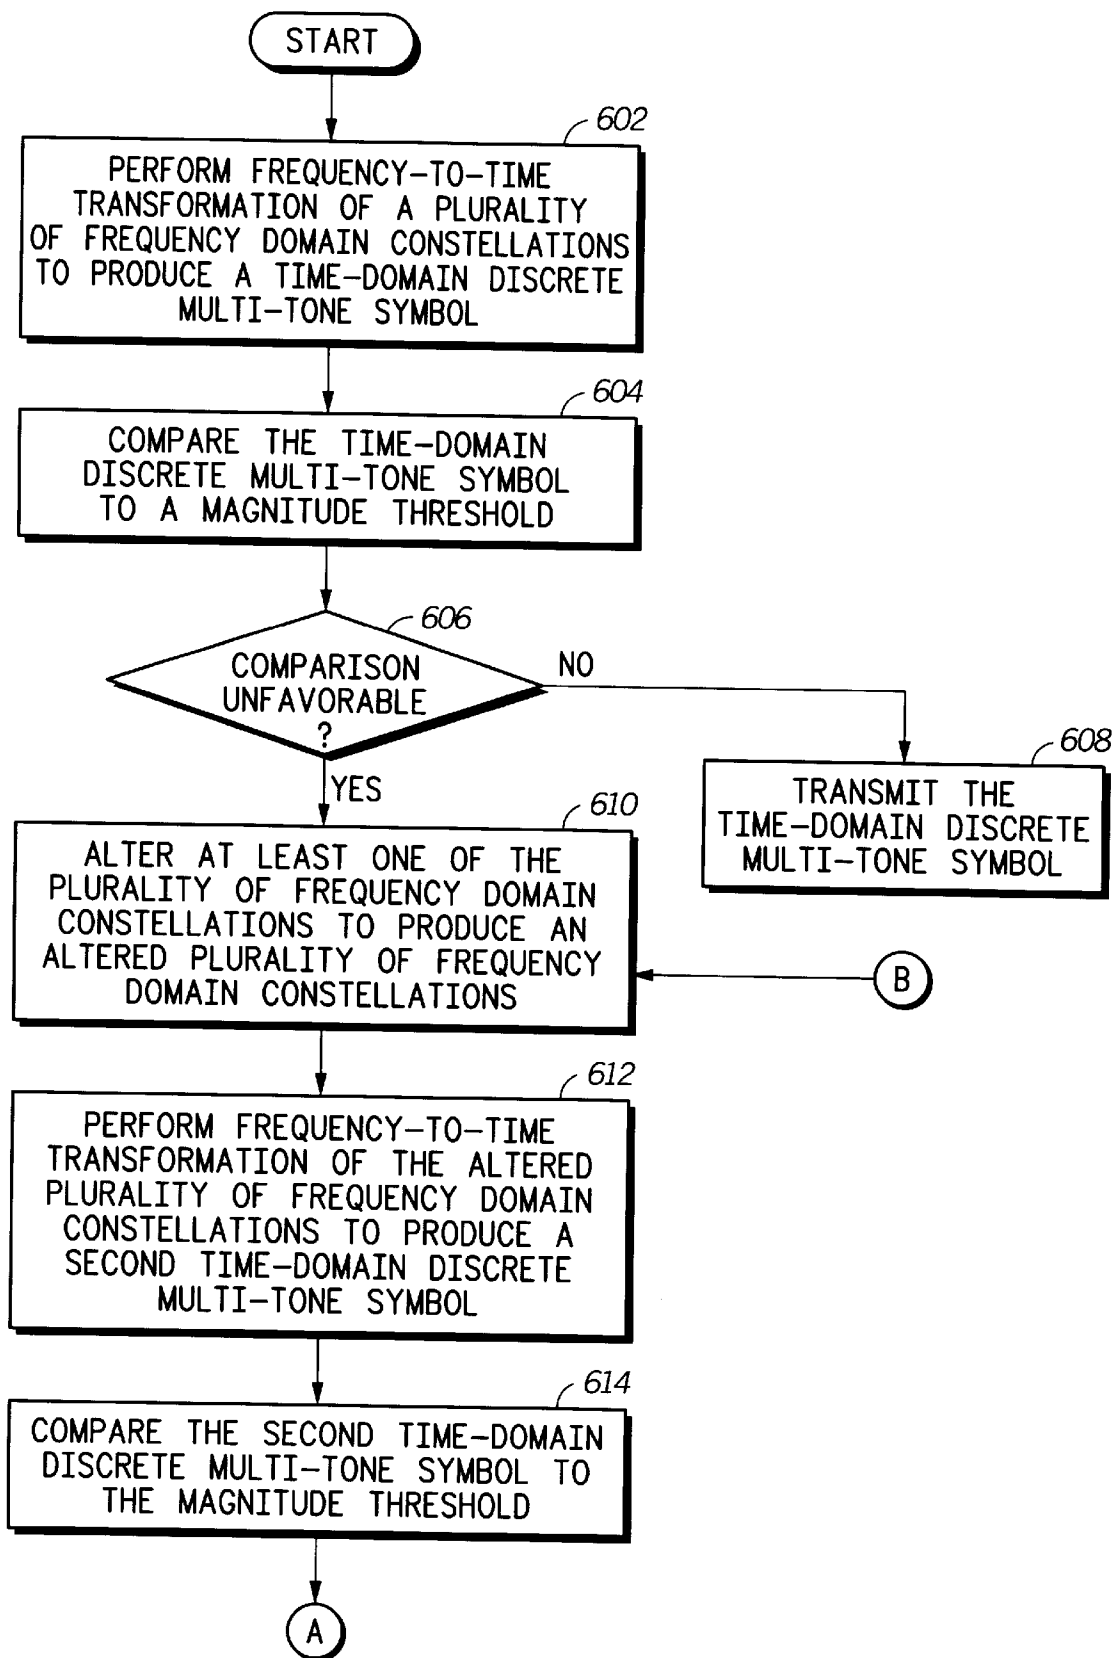 START
602
PERFORM FREQUENCY-TO-TIME
TRANSFORMATION OF A PLURALITY
OF FREQUENCY DOMAIN CONSTELLATIONS
TO PRODUCE A TIME-DOMAIN DISCRETE
MULTI-TONE SYMBOL
604
COMPARE THE TIME-DOMAIN
DISCRETE MULTI-TONE SYMBOL
TO A MAGNITUDE THRESHOLD
606
COMPARISON
UNFAVORABLE
?
NO
YES
608
TRANSMIT THE
TIME-DOMAIN DISCRETE
MULTI-TONE SYMBOL
610
ALTER AT LEAST ONE OF THE
PLURALITY OF FREQUENCY DOMAIN
CONSTELLATIONS TO PRODUCE AN
ALTERED PLURALITY OF FREQUENCY
DOMAIN CONSTELLATIONS
B
612
PERFORM FREQUENCY-TO-TIME
TRANSFORMATION OF THE ALTERED
PLURALITY OF FREQUENCY DOMAIN
CONSTELLATIONS TO PRODUCE A
SECOND TIME-DOMAIN DISCRETE
MULTI-TONE SYMBOL
614
COMPARE THE SECOND TIME-DOMAIN
DISCRETE MULTI-TONE SYMBOL TO
THE MAGNITUDE THRESHOLD
A